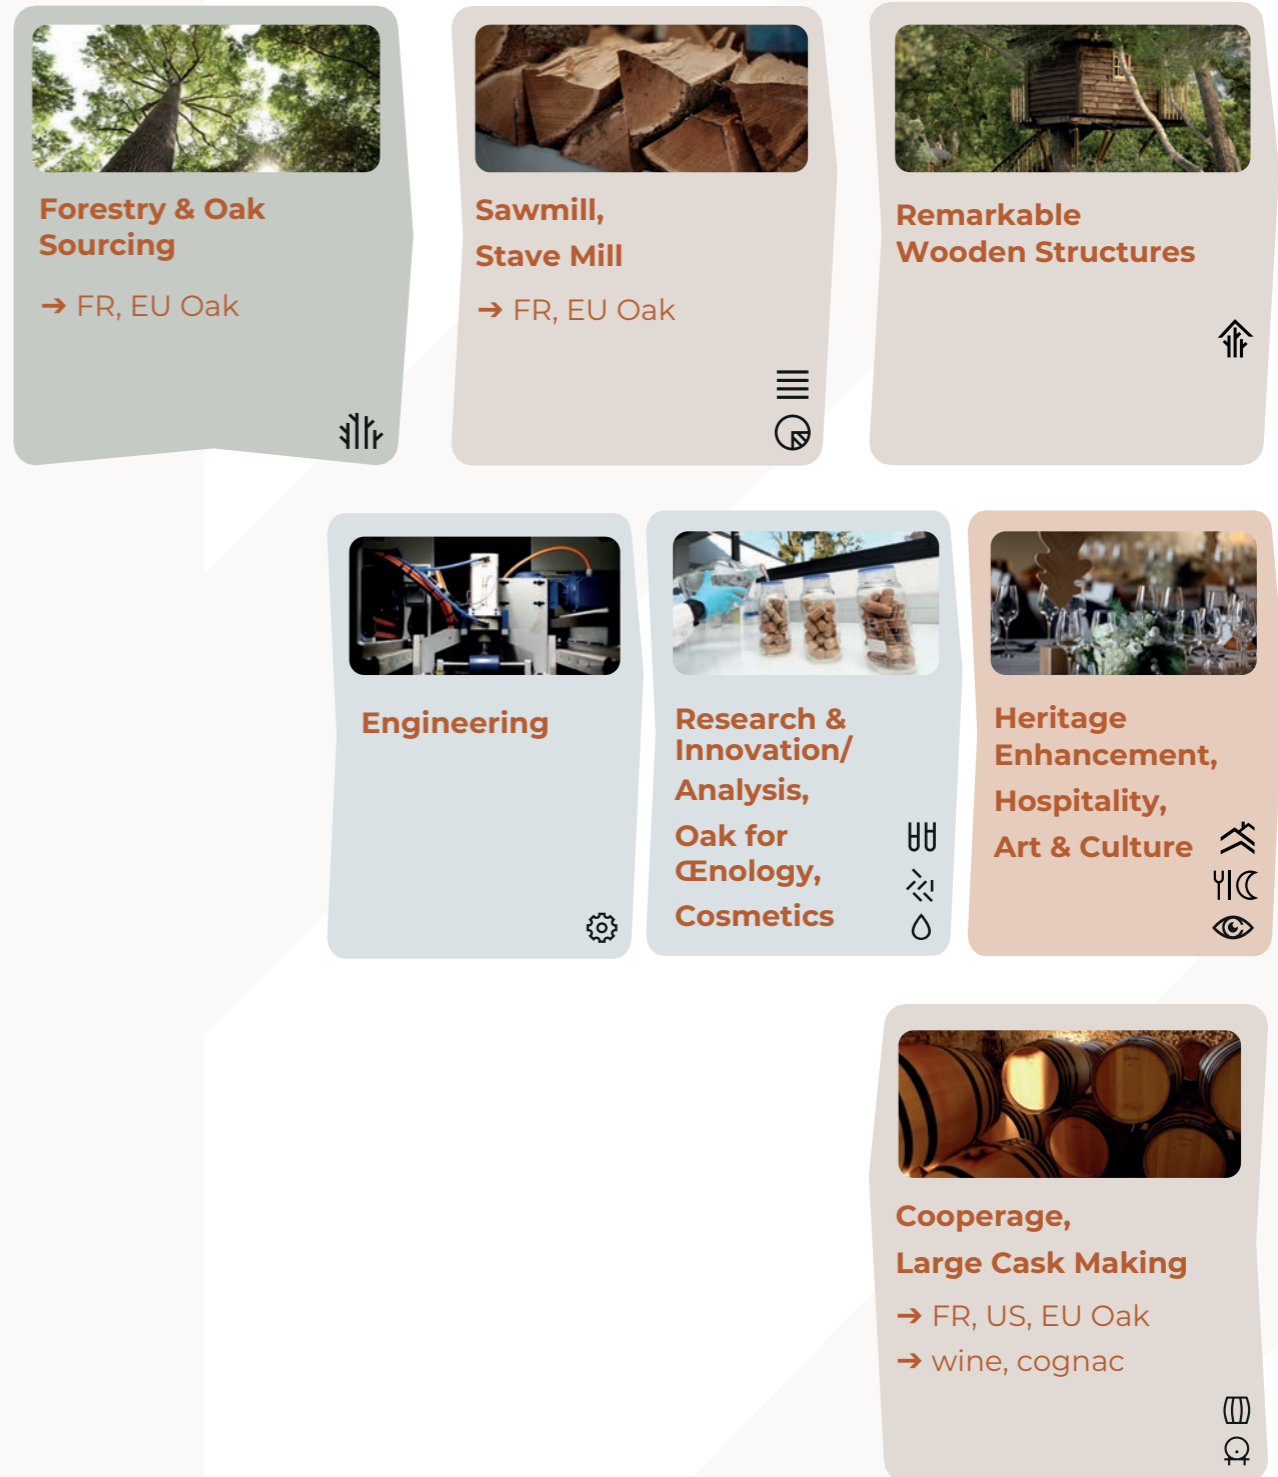 Forestry & Oak
Sourcing
→ FR, EU Oak
Sawmill,
Stave Mill
→ FR, EU Oak
Remarkable
Wooden Structures
Engineering
Research &
Innovation/
Analysis,
Oak for
Œnology,
Cosmetics
Heritage
Enhancement,
Hospitality,
Art & Culture
Cooperage,
Large Cask Making
→ FR, US, EU Oak
→ wine, cognac